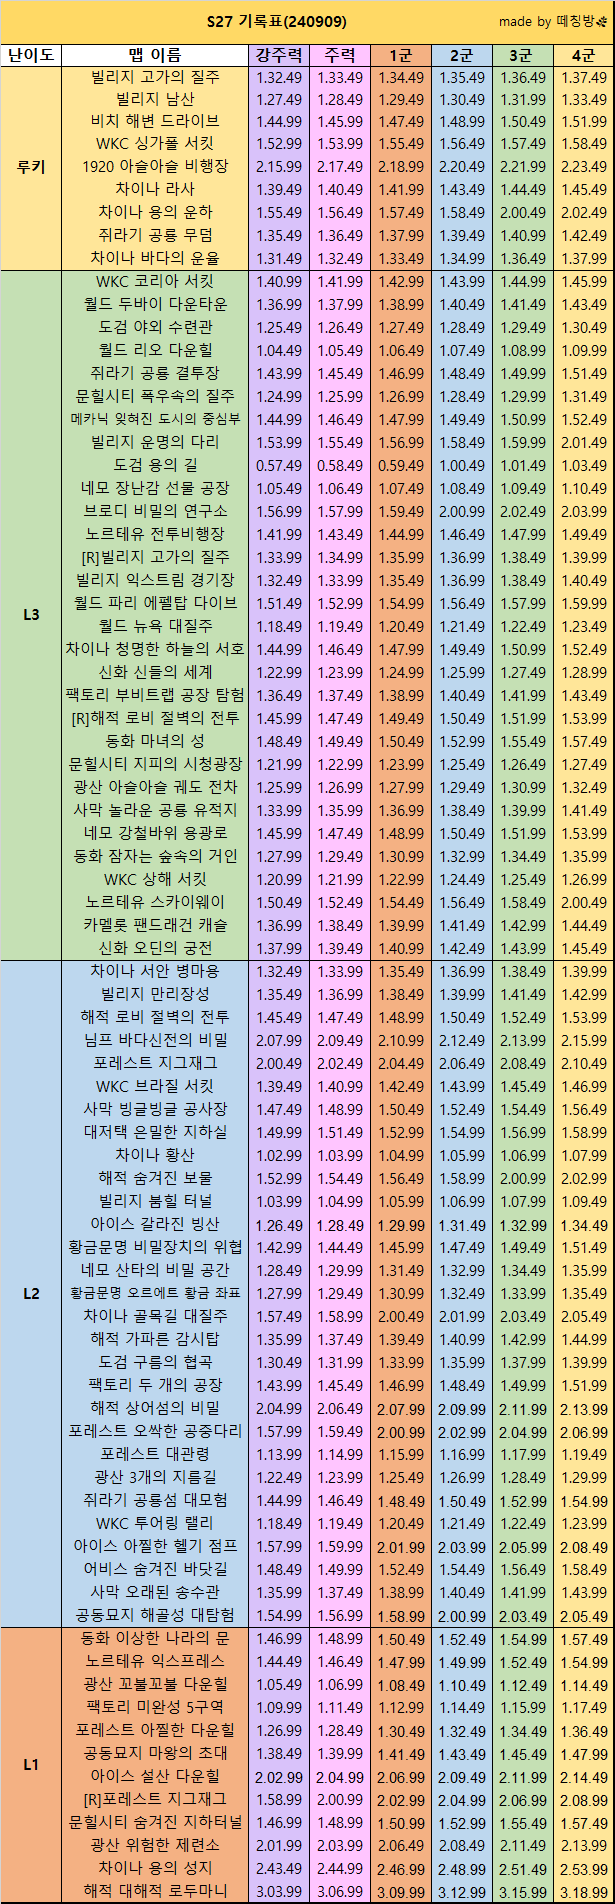 S27 기록표(240909) made by 떼칭방
난이도 맵 이름 강주력 주력 1군 2군 3군 4군
루키
빌리지 고가의 질주 1.32.49 1.33.49 1.34.49 1.35.49 1.36.49 1.37.49
빌리지 남산 1.27.49 1.28.49 1.29.49 1.30.49 1.31.99 1.33.49
비치 해변 드라이브 1.44.99 1.45.99 1.47.49 1.48.99 1.50.49 1.51.99
WKC 싱가폴 서킷 1.52.99 1.53.99 1.55.49 1.56.49 1.57.49 1.58.49
1920 아슬아슬 비행장 2.15.99 2.17.49 2.18.99 2.20.49 2.21.99 2.23.49
차이나 라사 1.39.49 1.40.49 1.41.99 1.43.49 1.44.49 1.45.49
차이나 용의 운하 1.55.49 1.56.49 1.57.49 1.58.49 2.00.49 2.02.49
쥐라기 공룡 무덤 1.35.49 1.36.49 1.37.99 1.39.49 1.40.99 1.42.49
차이나 바다의 운율 1.31.49 1.32.49 1.33.49 1.34.99 1.36.49 1.37.99
L3
WKC 코리아 서킷 1.40.99 1.41.99 1.42.99 1.43.99 1.44.99 1.45.99
월드 두바이 다운타운 1.36.99 1.37.99 1.38.99 1.40.49 1.41.49 1.43.49
도검 야외 수련관 1.25.49 1.26.49 1.27.49 1.28.49 1.29.49 1.30.49
월드 리오 다운힐 1.04.49 1.05.49 1.06.49 1.07.49 1.08.99 1.09.99
쥐라기 공룡 결투장 1.43.99 1.45.49 1.46.99 1.48.49 1.49.99 1.51.49
문힐시티 폭우속의 질주 1.24.99 1.25.99 1.26.99 1.28.49 1.29.99 1.31.49
메카닉 잊혀진 도시의 중심부 1.44.99 1.46.49 1.47.99 1.49.49 1.50.99 1.52.49
빌리지 운명의 다리 1.53.99 1.55.49 1.56.99 1.58.49 1.59.99 2.01.49
도검 용의 길 0.57.49 0.58.49 0.59.49 1.00.49 1.01.49 1.03.49
네모 장난감 선물 공장 1.05.49 1.06.49 1.07.49 1.08.49 1.09.49 1.10.49
브로디 비밀의 연구소 1.56.99 1.57.99 1.59.49 2.00.99 2.02.49 2.03.99
노르테유 전투비행장 1.41.99 1.43.49 1.44.99 1.46.49 1.47.99 1.49.49
[R]빌리지 고가의 질주 1.33.99 1.34.99 1.35.99 1.36.99 1.38.49 1.39.99
빌리지 익스트림 경기장 1.32.49 1.33.99 1.35.49 1.36.99 1.38.49 1.40.49
월드 파리 에펠탑 다이브 1.51.49 1.52.99 1.54.99 1.56.49 1.57.99 1.59.99
월드 뉴욕 대질주 1.18.49 1.19.49 1.20.49 1.21.49 1.22.49 1.23.49
차이나 청명한 하늘의 서호 1.44.99 1.46.49 1.47.99 1.49.49 1.50.99 1.52.49
신화 신들의 세계 1.22.99 1.23.99 1.24.99 1.25.99 1.27.49 1.28.99
팩토리 부비트랩 공장 탐험 1.36.49 1.37.49 1.38.99 1.40.49 1.41.99 1.43.49
[R]해적 로비 절벽의 전투 1.45.99 1.47.49 1.49.49 1.50.49 1.51.99 1.53.99
동화 마녀의 성 1.48.49 1.49.49 1.50.49 1.52.99 1.55.49 1.57.49
문힐시티 지피의 시청광장 1.21.99 1.22.99 1.23.99 1.25.49 1.26.49 1.27.49
광산 아슬아슬 궤도 전차 1.25.99 1.26.99 1.27.99 1.29.49 1.30.99 1.32.49
사막 놀라운 공룡 유적지 1.33.99 1.35.99 1.36.99 1.38.49 1.39.99 1.41.49
네모 강철바위 용광로 1.45.99 1.47.49 1.48.99 1.50.49 1.51.99 1.53.99
동화 잠자는 숲속의 거인 1.27.99 1.29.49 1.30.99 1.32.99 1.34.49 1.35.99
WKC 상해 서킷 1.20.99 1.21.99 1.22.99 1.24.49 1.25.49 1.26.99
노르테유 스카이웨이 1.50.49 1.52.49 1.54.49 1.56.49 1.58.49 2.00.49
카멜롯 팬드래건 캐슬 1.36.99 1.38.49 1.39.99 1.41.49 1.42.99 1.44.49
신화 오딘의 궁전 1.37.99 1.39.49 1.40.99 1.42.49 1.43.99 1.45.49
L2
차이나 서안 병마용 1.32.49 1.33.99 1.35.49 1.36.99 1.38.49 1.39.99
빌리지 만리장성 1.35.49 1.36.99 1.38.49 1.39.99 1.41.49 1.42.99
해적 로비 절벽의 전투 1.45.49 1.47.49 1.48.99 1.50.49 1.52.49 1.53.99
님프 바다신전의 비밀 2.07.99 2.09.49 2.10.99 2.12.49 2.13.99 2.15.99
포레스트 지그재그 2.00.49 2.02.49 2.04.49 2.06.49 2.08.49 2.10.49
WKC 브라질 서킷 1.39.49 1.40.99 1.42.49 1.43.99 1.45.49 1.46.99
사막 빙글빙글 공사장 1.47.49 1.48.99 1.50.49 1.52.49 1.54.49 1.56.49
대저택 은밀한 지하실 1.49.99 1.51.49 1.52.99 1.54.99 1.56.99 1.58.99
차이나 황산 1.02.99 1.03.99 1.04.99 1.05.99 1.06.99 1.07.99
해적 숨겨진 보물 1.52.99 1.54.49 1.56.49 1.58.99 2.00.99 2.02.99
빌리지 붐힐 터널 1.03.99 1.04.99 1.05.99 1.06.99 1.07.99 1.09.49
아이스 갈라진 빙산 1.26.49 1.28.49 1.29.99 1.31.49 1.32.99 1.34.49
황금문명 비밀장치의 위협 1.42.99 1.44.49 1.45.99 1.47.49 1.49.49 1.51.49
네모 산타의 비밀 공간 1.28.49 1.29.99 1.31.49 1.32.99 1.34.49 1.35.99
황금문명 오르에트 황금 좌표 1.27.99 1.29.49 1.30.99 1.32.49 1.33.99 1.35.49
차이나 골목길 대질주 1.57.49 1.58.99 2.00.49 2.01.99 2.03.49 2.05.49
해적 가파른 감시탑 1.35.99 1.37.49 1.39.49 1.40.99 1.42.99 1.44.99
도검 구름의 협곡 1.30.49 1.31.99 1.33.99 1.35.99 1.37.99 1.39.99
팩토리 두 개의 공장 1.43.99 1.45.49 1.46.99 1.48.49 1.49.99 1.51.99
해적 상어섬의 비밀 2.04.99 2.06.49 2.07.99 2.09.99 2.11.99 2.13.99
포레스트 오싹한 공중다리 1.57.99 1.59.49 2.00.99 2.02.99 2.04.99 2.06.99
포레스트 대관령 1.13.99 1.14.99 1.15.99 1.16.99 1.17.99 1.19.49
광산 3개의 지름길 1.22.49 1.23.99 1.25.49 1.26.99 1.28.49 1.29.99
쥐라기 공룡섬 대모험 1.44.99 1.46.49 1.48.49 1.50.49 1.52.99 1.54.99
WKC 투어링 랠리 1.18.49 1.19.49 1.20.49 1.21.49 1.22.49 1.23.99
아이스 아찔한 헬기 점프 1.57.99 1.59.99 2.01.99 2.03.99 2.05.99 2.08.49
어비스 숨겨진 바닷길 1.48.49 1.49.99 1.52.49 1.54.49 1.56.49 1.58.49
사막 오래된 송수관 1.35.99 1.37.49 1.38.99 1.40.49 1.41.99 1.43.99
공동묘지 해골성 대탐험 1.54.99 1.56.99 1.58.99 2.00.99 2.03.49 2.05.49
L1
동화 이상한 나라의 문 1.46.99 1.48.99 1.50.49 1.52.49 1.54.99 1.57.49
노르테유 익스프레스 1.44.49 1.46.49 1.47.99 1.49.99 1.52.49 1.54.99
광산 꼬불꼬불 다운힐 1.05.49 1.06.99 1.08.49 1.10.49 1.12.49 1.14.49
팩토리 미완성 5구역 1.09.99 1.11.49 1.12.99 1.14.49 1.15.99 1.17.49
포레스트 아찔한 다운힐 1.26.99 1.28.49 1.30.49 1.32.49 1.34.49 1.36.49
공동묘지 마왕의 초대 1.38.49 1.39.99 1.41.49 1.43.49 1.45.49 1.47.99
아이스 설산 다운힐 2.02.99 2.04.99 2.06.99 2.09.49 2.11.99 2.14.49
[R]포레스트 지그재그 1.58.99 2.00.99 2.02.99 2.04.99 2.06.99 2.08.99
문힐시티 숨겨진 지하터널 1.46.99 1.48.99 1.50.99 1.52.99 1.55.49 1.57.49
광산 위험한 제련소 2.01.99 2.03.99 2.06.49 2.08.49 2.11.49 2.13.99
차이나 용의 성지 2.43.49 2.44.99 2.46.99 2.48.99 2.51.49 2.53.99
해적 대해적 로두마니 3.03.99 3.06.99 3.09.99 3.12.99 3.15.99 3.18.99